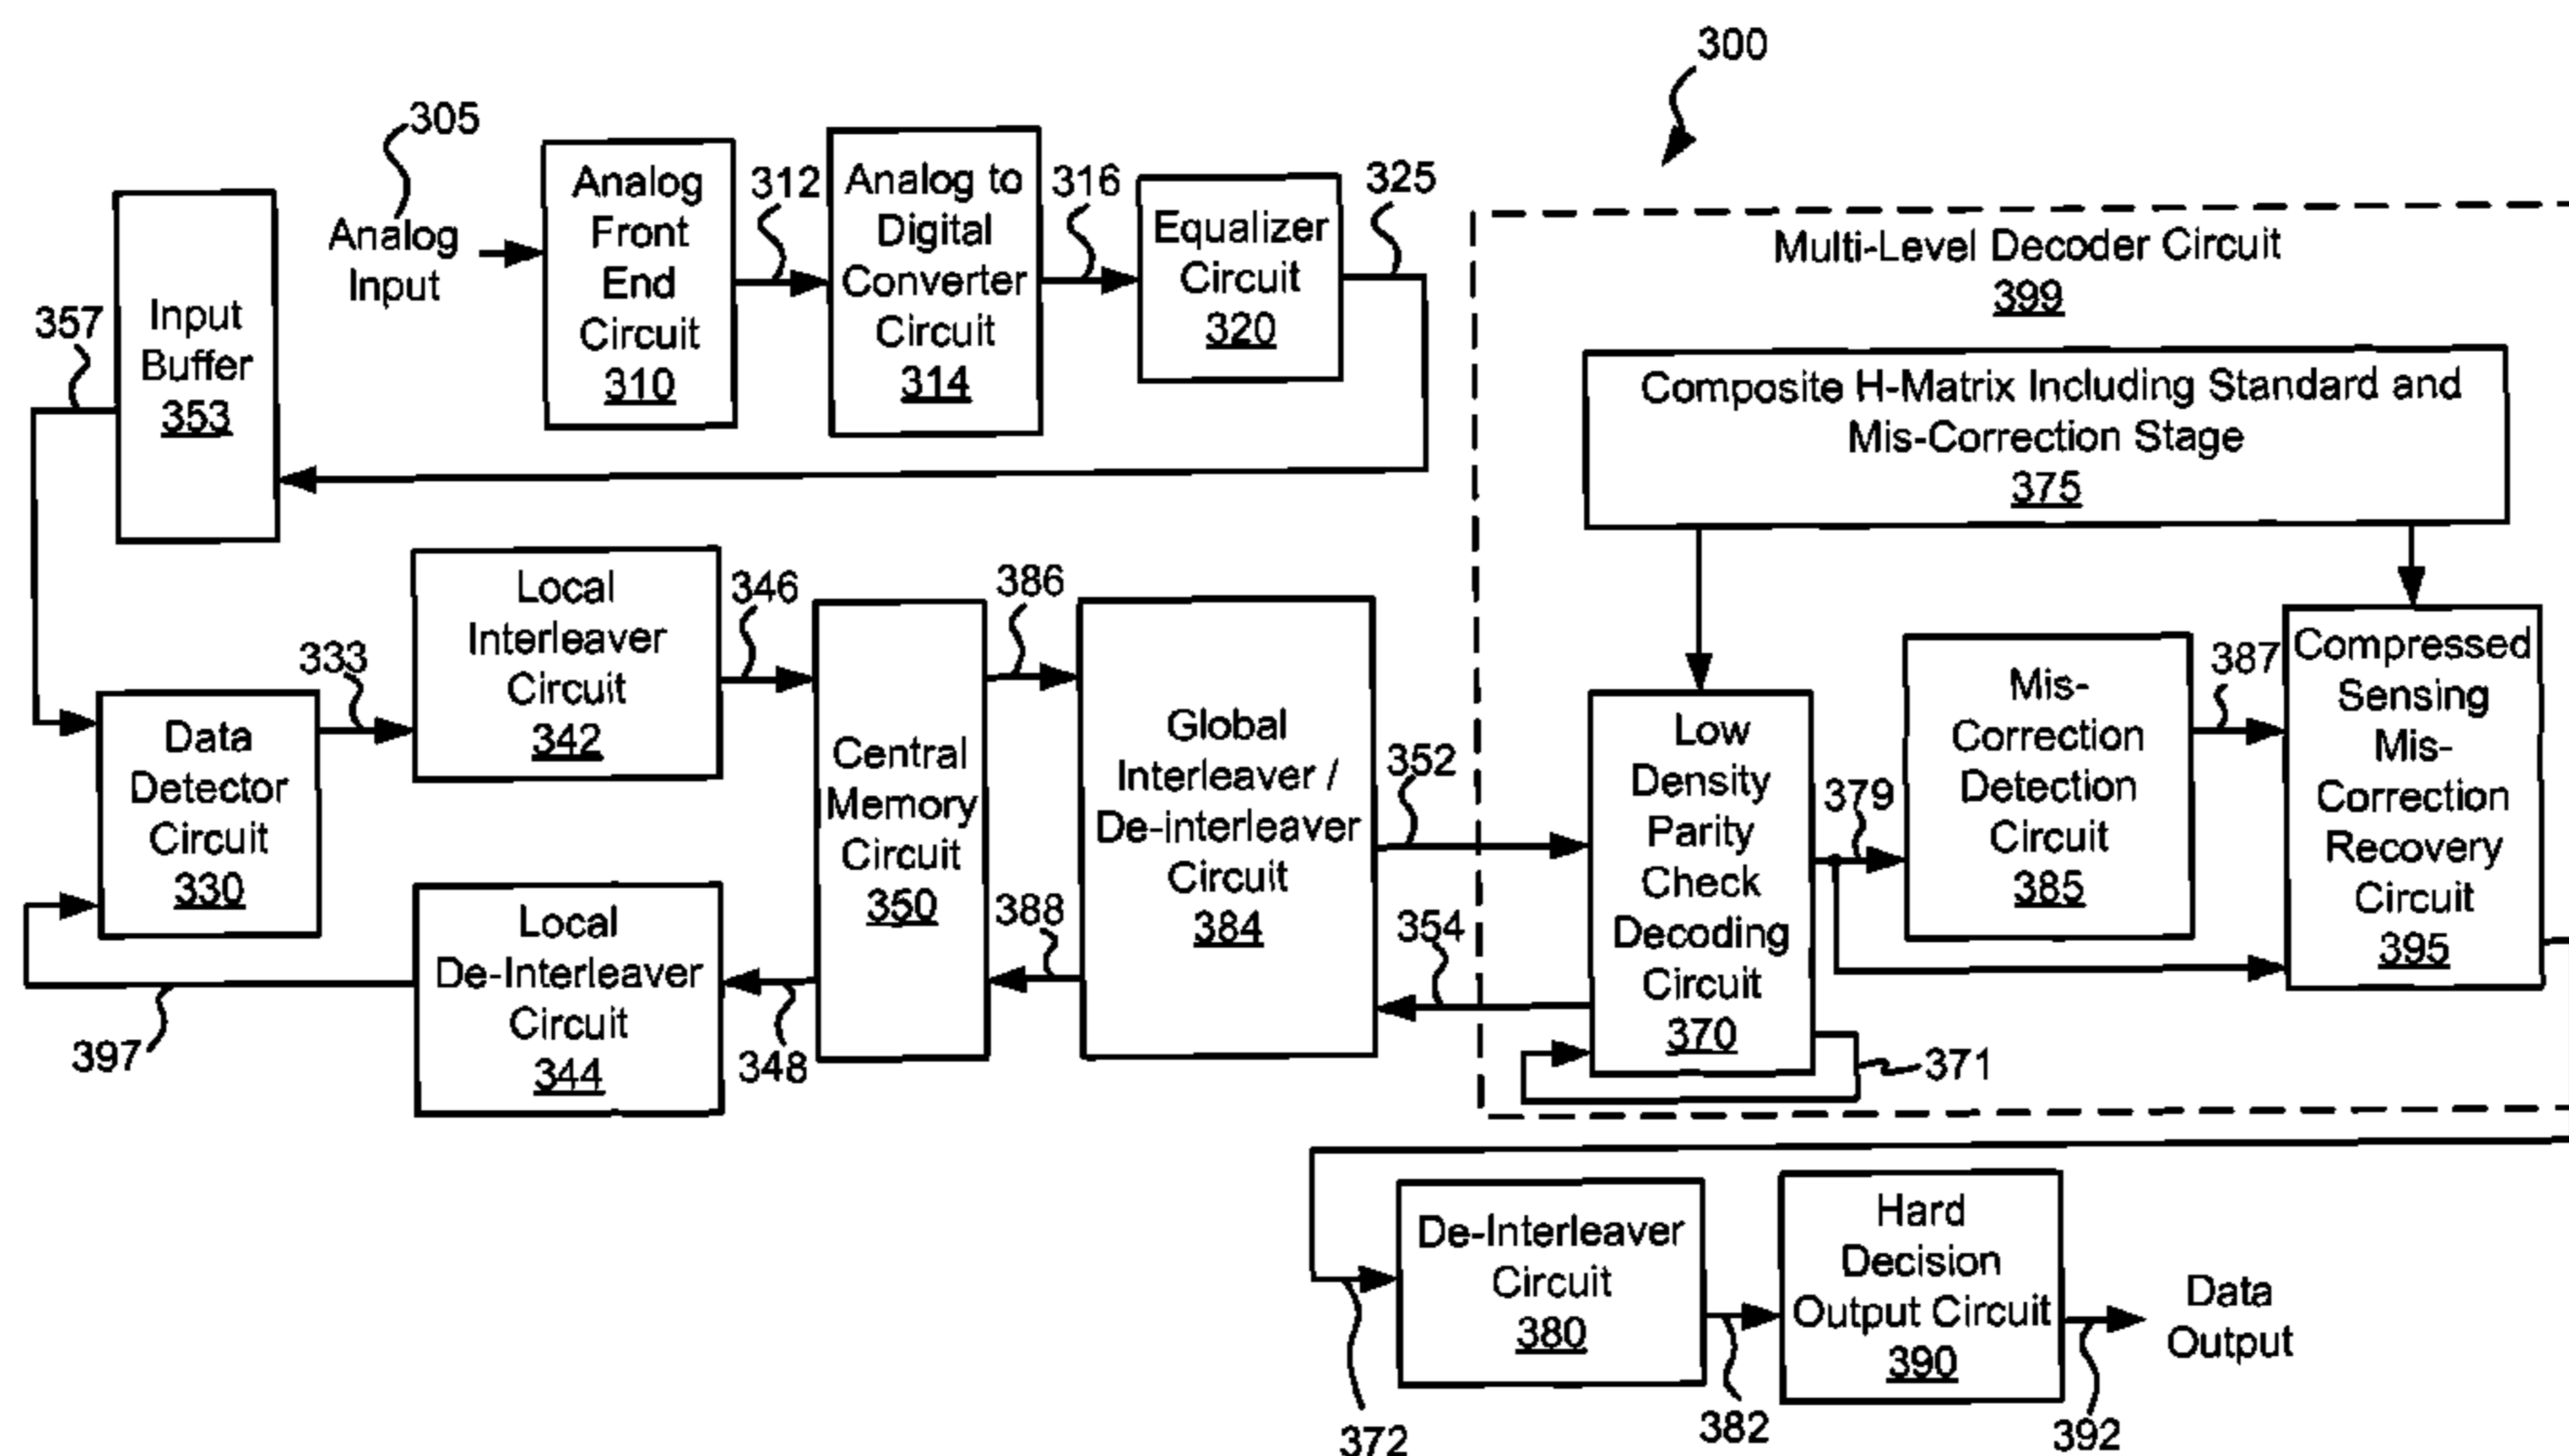 300
305
Analog
Input
Analog
Front
End
Circuit
310
312
Analog to
Digital
Converter
Circuit
314
316
Equalizer
Circuit
320
325
Input
Buffer
353
357
Multi-Level Decoder Circuit
399
Composite H-Matrix Including Standard and
Mis-Correction Stage
375
Data
Detector
Circuit
330
333
Local
Interleaver
Circuit
342
346
Central
Memory
Circuit
350
386
Global
Interleaver /
De-interleaver
Circuit
384
388
352
354
Local
De-Interleaver
Circuit
344
348
397
Low
Density
Parity
Check
Decoding
Circuit
370
371
379
Mis-
Correction
Detection
Circuit
385
387
Compressed
Sensing
Mis-
Correction
Recovery
Circuit
395
372
De-Interleaver
Circuit
380
382
Hard
Decision
Output Circuit
390
392
Data
Output